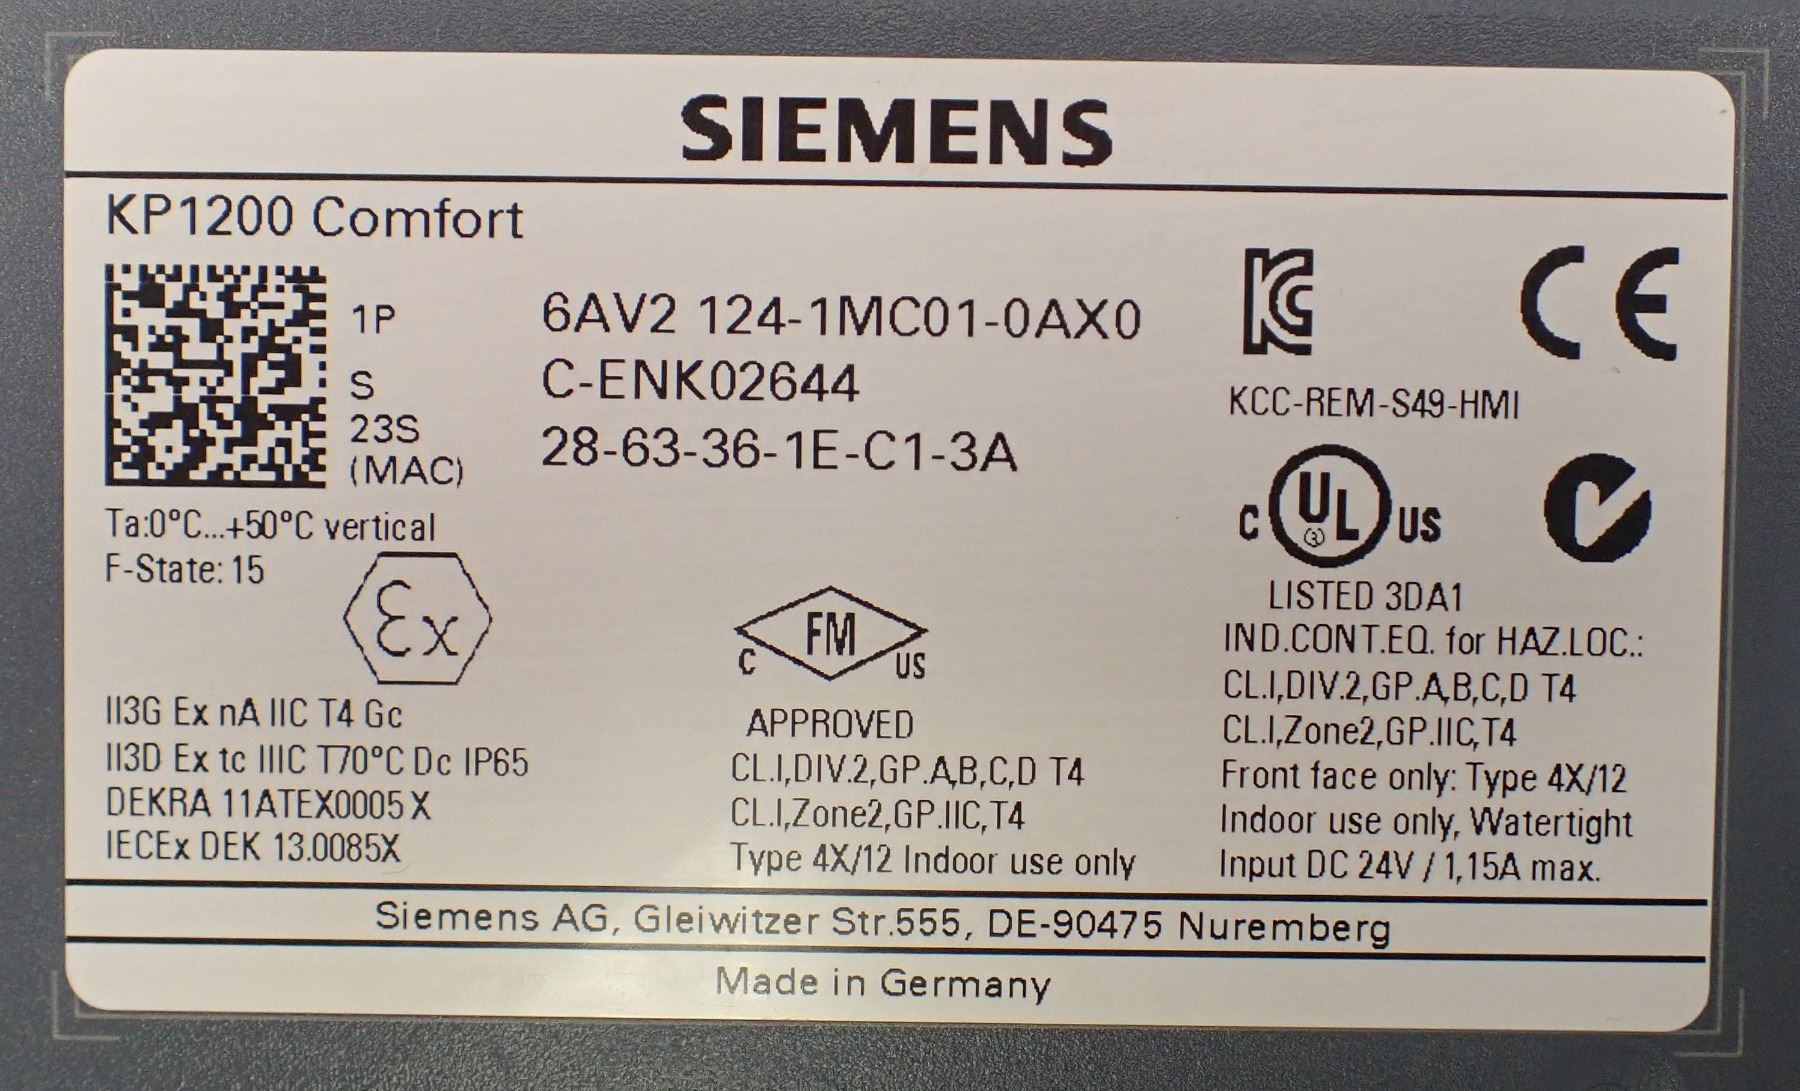 SIEMENS
KP1200 Comfort
1P 6AV2 124-1MC01-0AX0
S C-ENK02644
23S
(MAC) 28-63-36-1E-C1-3A
Ta:0°C...+50°C vertical
F-State: 15
Ex
II3G Ex nA IIC T4 Gc
II3D Ex tc IIIC T70°C Dc IP65
DEKRA 11ATEX0005 X
IECEx DEK 13.0085X
FM
C US
APPROVED
CL.I,DIV.2,GP.A,B,C,D T4
CL.I,Zone2,GP.IIC,T4
Type 4X/12 Indoor use only
KC CE
KCC-REM-S49-HMI
C UL US
LISTED 3DA1
IND.CONT.EQ. for HAZ.LOC.:
CL.I,DIV.2,GP.A,B,C,D T4
CL.I,Zone2,GP.IIC,T4
Front face only: Type 4X/12
Indoor use only, Watertight
Input DC 24V / 1,15A max.
Siemens AG, Gleiwitzer Str.555, DE-90475 Nuremberg
Made in Germany